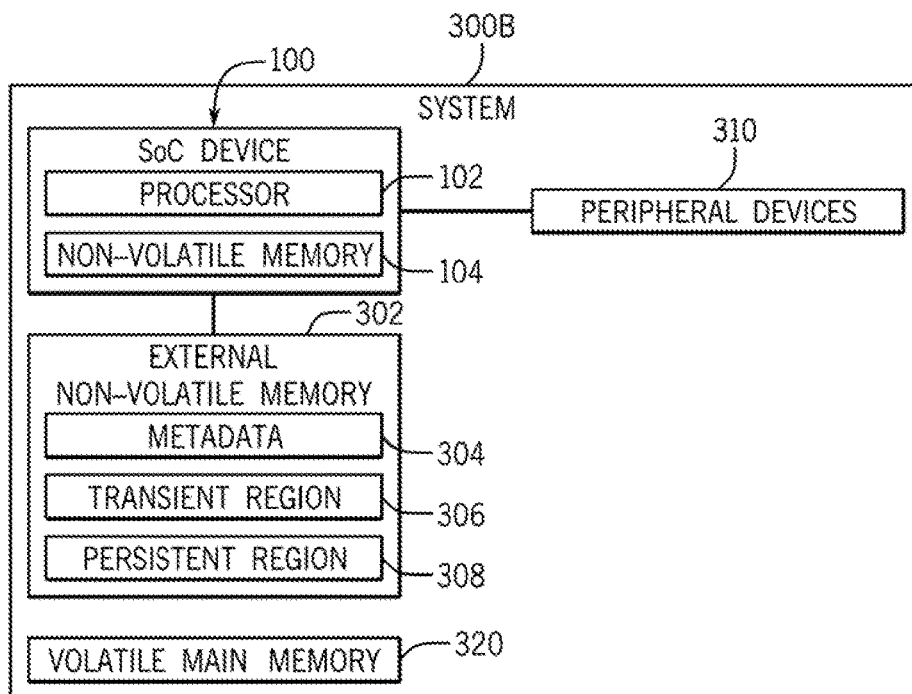 300B
100
SYSTEM
310
SoC DEVICE
PROCESSOR
102
PERIPHERAL DEVICES
NON-VOLATILE MEMORY
104
302
EXTERNAL
NON-VOLATILE MEMORY
METADATA
304
TRANSIENT REGION
306
PERSISTENT REGION
308
VOLATILE MAIN MEMORY
320